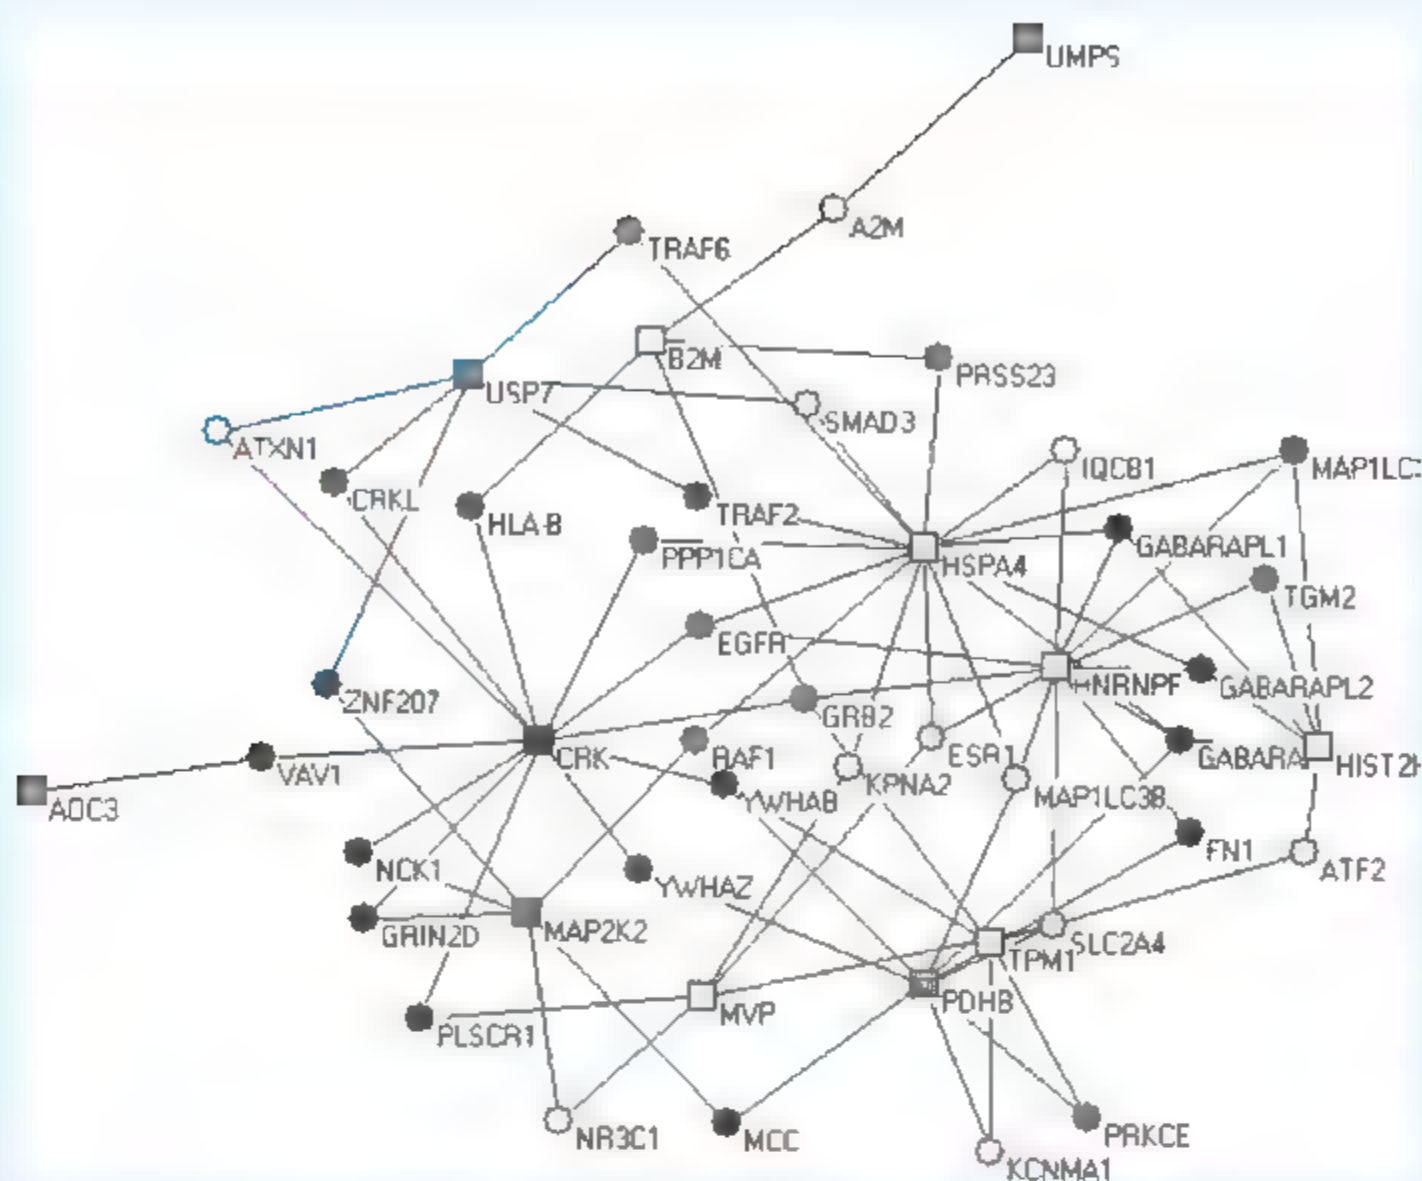 UMPS
A2M
TRAF6
B2M
PRSS23
USP7
SMAD3
ATXN1
IQCB1
MAP1LC
CRKL
HLA-B
TRAF2
GABARAPL1
PPP1CA
HSPA4
TGM2
EGFR
HNRNPF
GABARAPL2
ZNF207
GRB2
CRK
RAF1
ESR1
GABARA
HIST2H
VAV1
KPNA2
AOC3
YWHAB
MAP1LC3B
NCK1
YWHAZ
FN1
ATF2
GRIN2D
MAP2K2
SLC2A4
TPM1
PDHB
MVP
PLSCR1
NR3C1
MCC
PRKCE
KCNMA1